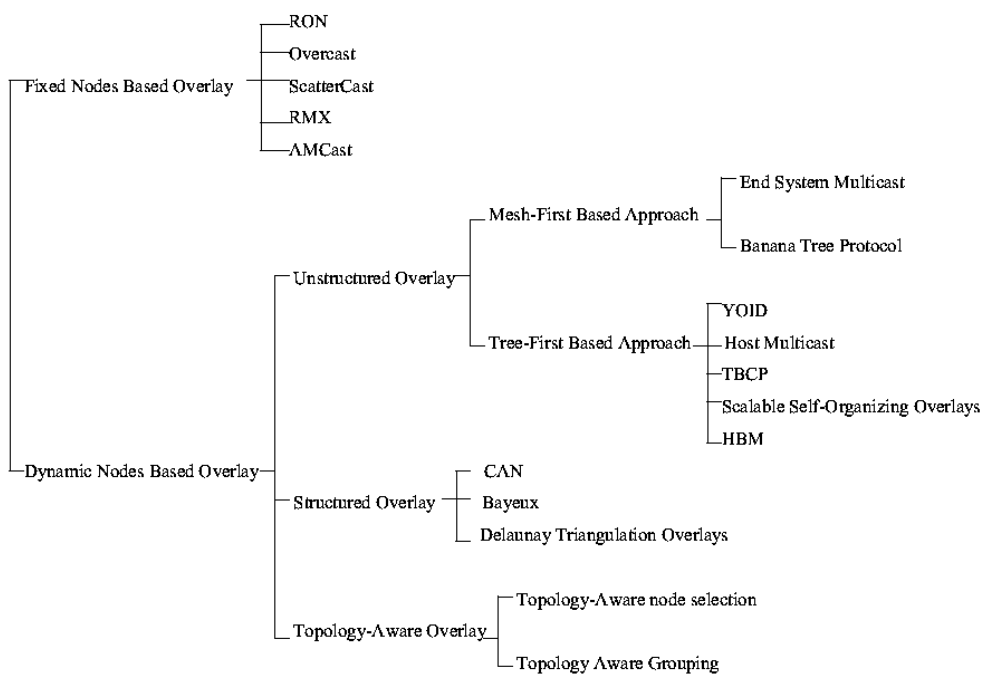 RON
Overcast
Fixed Nodes Based Overlay
ScatterCast
RMX
AMCast
End System Multicast
Mesh-First Based Approach
Banana Tree Protocol
Unstructured Overlay
YOID
Tree-First Based Approach
Host Multicast
TBCP
Scalable Self-Organizing Overlays
HBM
Dynamic Nodes Based Overlay
CAN
Structured Overlay
Bayeux
Delaunay Triangulation Overlays
Topology-Aware node selection
Topology-Aware Overlay
Topology Aware Grouping